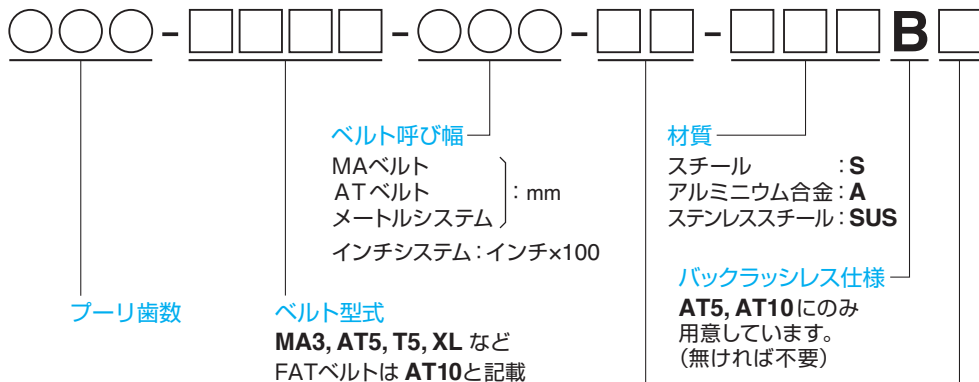 ○○○-□□□□-○○○-□□-□□□B□
ベルト呼び幅
MAベルト
ATベルト
メートルシステム
: mm
インチシステム：インチ×100
材質
スチール：S
アルミニウム合金：A
ステンレススチール：SUS
バックラッシレス仕様
AT5, AT10にのみ
用意しています。
（無ければ不要）
プーリ歯数
ベルト型式
MA3, AT5, T5, XL など
FATベルトは AT10と記載